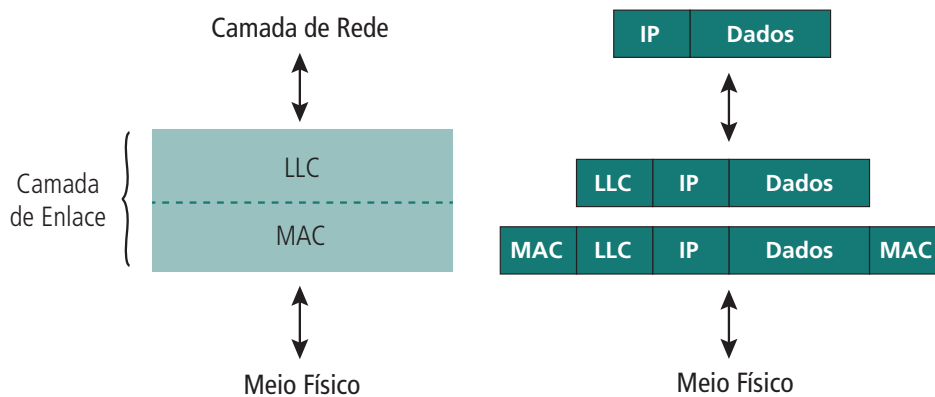 Camada de Rede
Camada
de Enlace
LLC
MAC
Meio Físico
IP Dados
LLC IP Dados
MAC LLC IP Dados MAC
Meio Físico